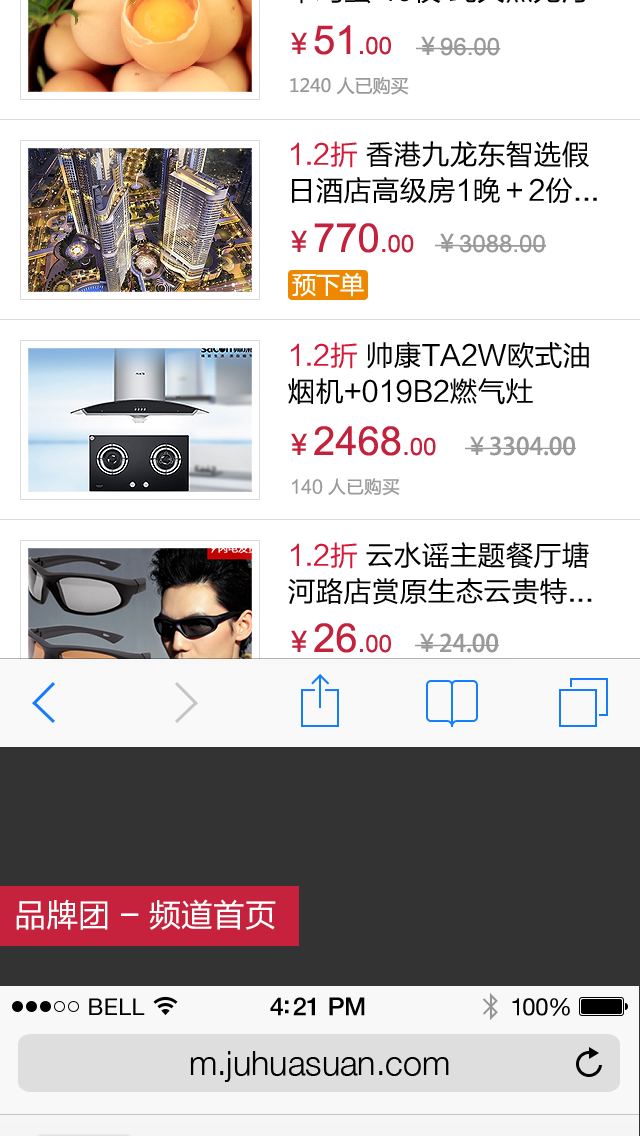 ¥51.00 ¥96.00
1240 人已购买
1.2折 香港九龙东智选假
日酒店高级房1晚＋2份...
¥770.00 ¥3088.00
预下单
1.2折 帅康TA2W欧式油
烟机+019B2燃气灶
¥2468.00 ¥3304.00
140 人已购买
1.2折 云水谣主题餐厅塘
河路店赏原生态云贵特...
¥26.00 ¥24.00
品牌团 – 频道首页
BELL 4:21 PM 100%
m.juhuasuan.com